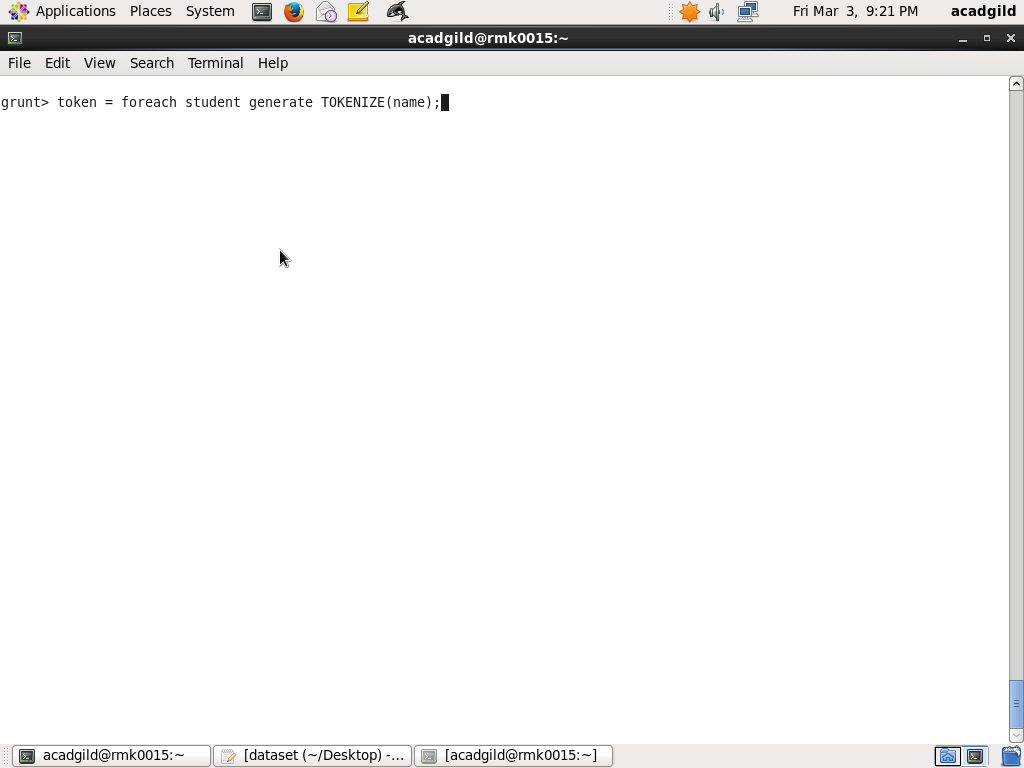 Applications Places System Fri Mar 3, 9:21 PM acadgild
acadgild@rmk0015:~
File Edit View Search Terminal Help
grunt> token = foreach student generate TOKENIZE(name);
acadgild@rmk0015:~ [dataset (~/Desktop) -... [acadgild@rmk0015:~]